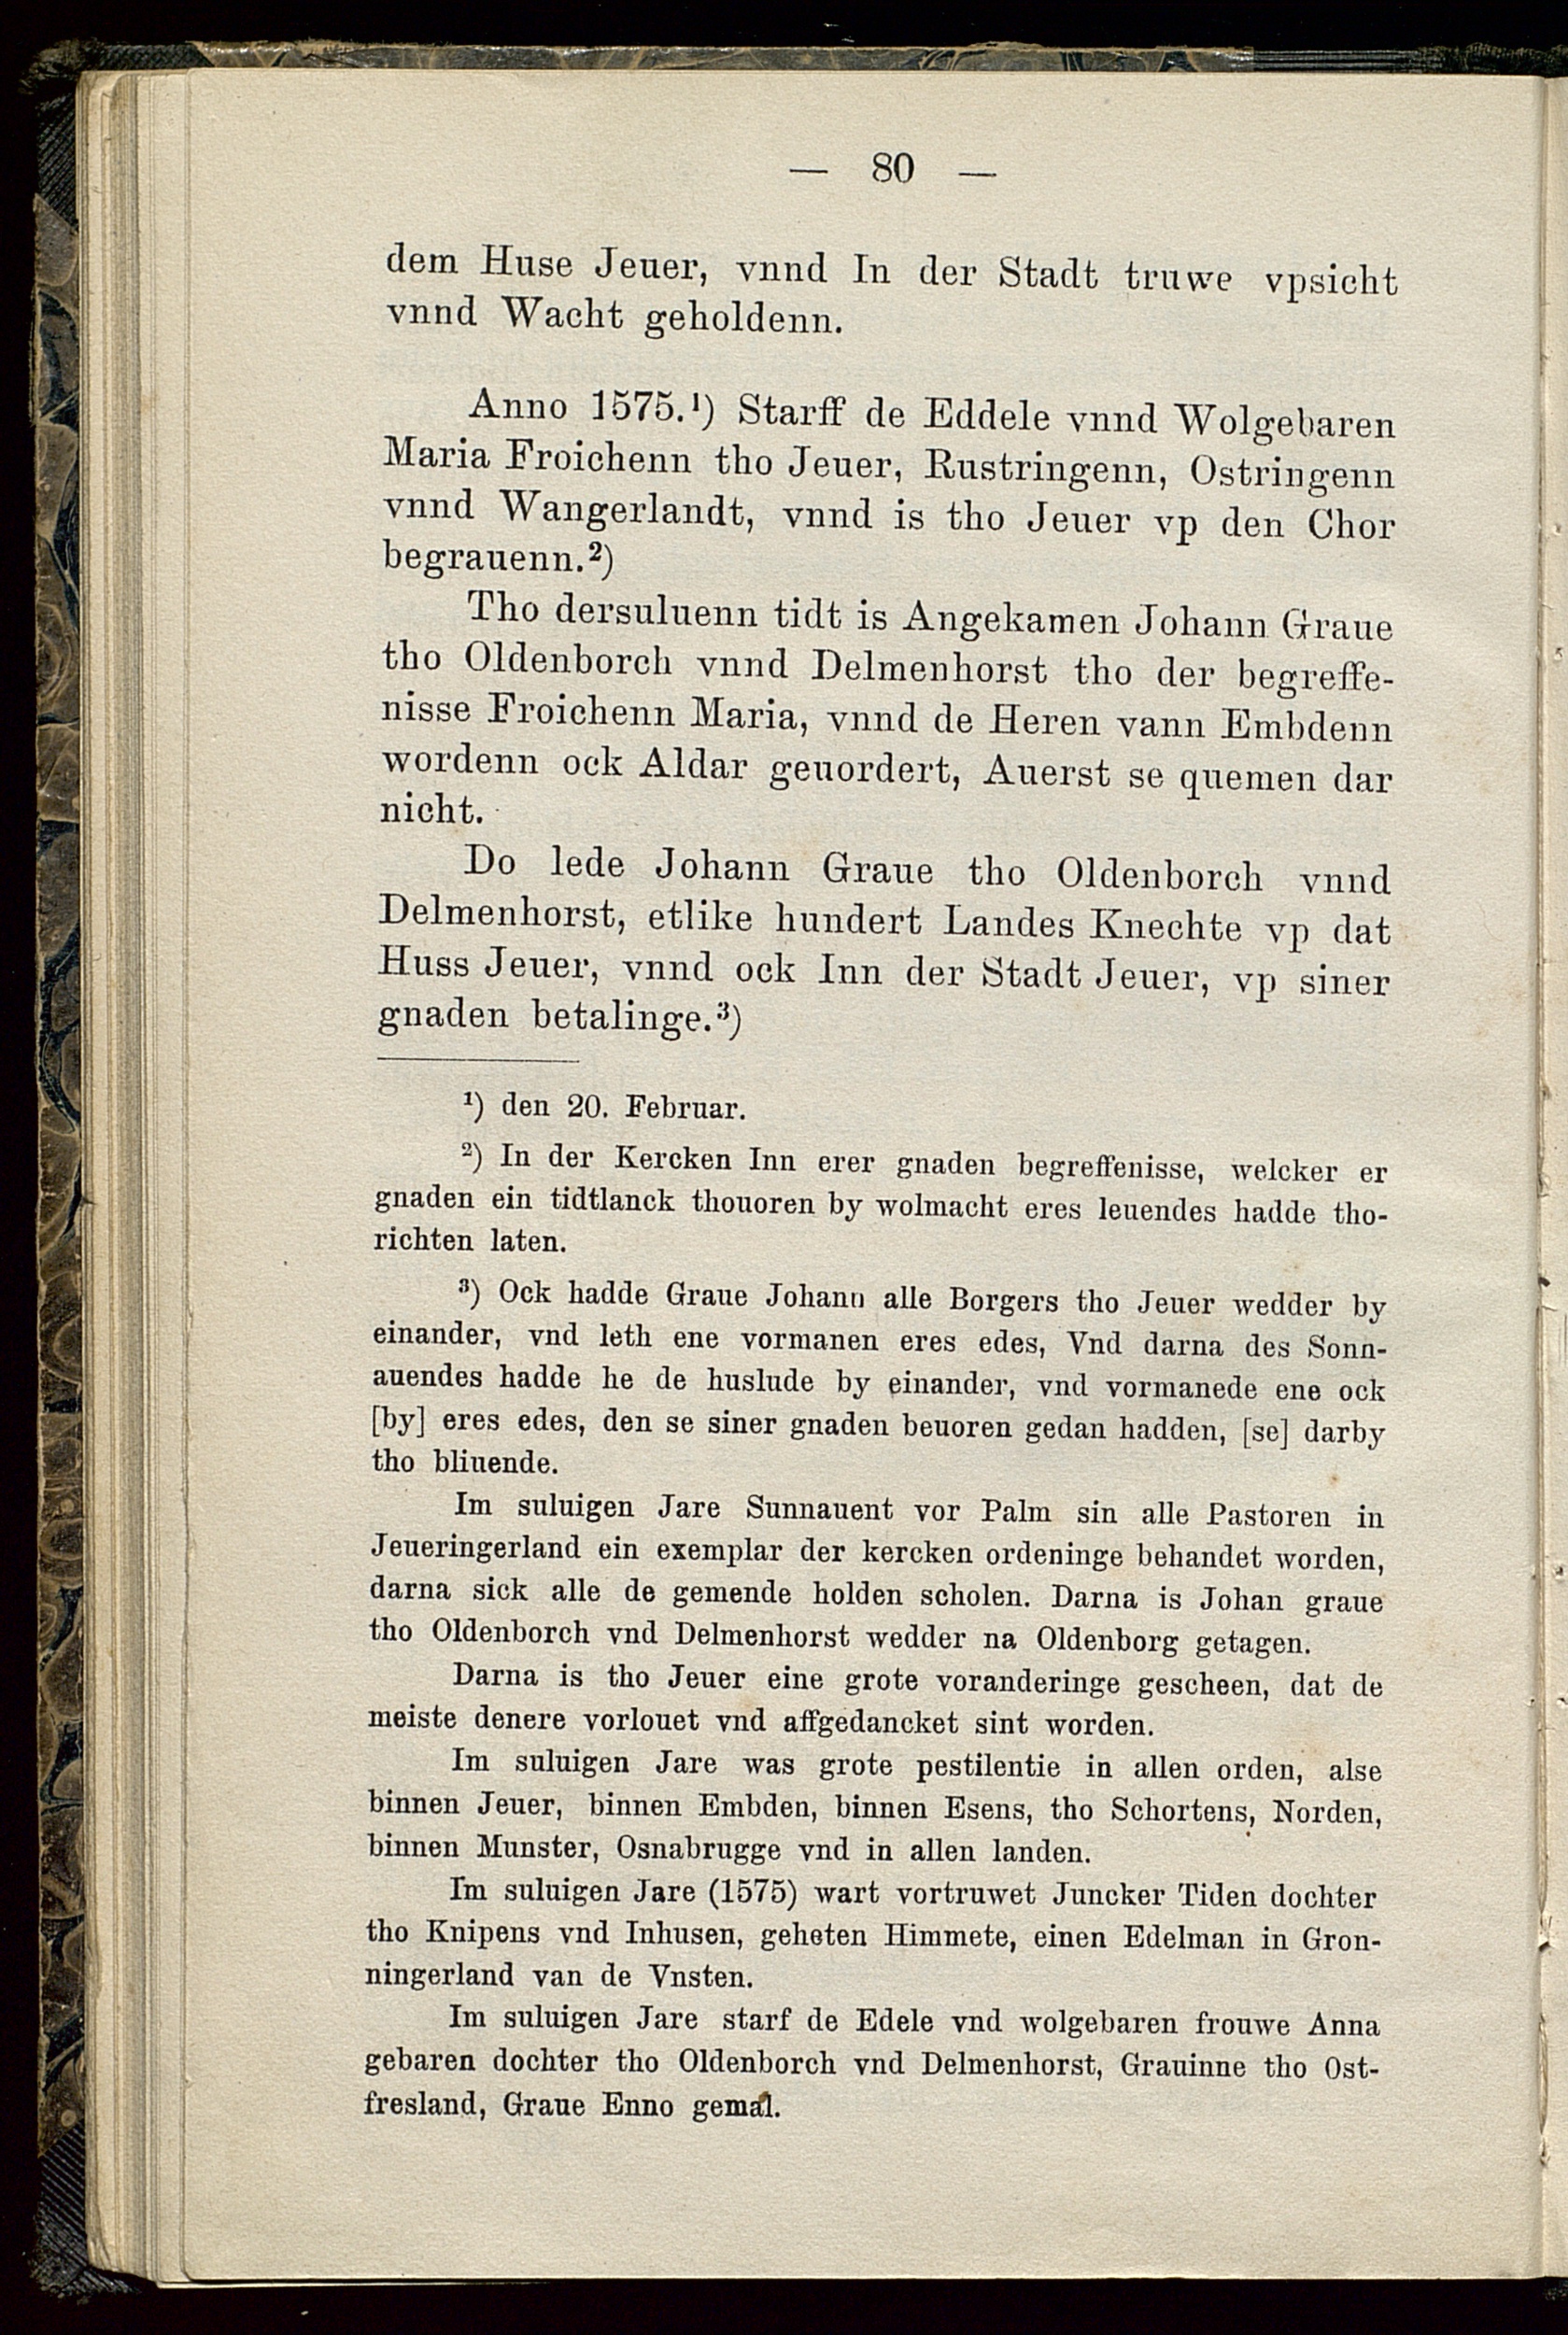 — 80 —
dem Huse Jeuer, vnnd In der Stadt truwe vpsicht
vnnd Wacht geholdenn.
Anno 1575.¹) Starff de Eddele vnnd Wolgebaren
Maria Froichenn tho Jeuer, Rustringenn, Ostringenn
vnnd Wangerlandt, vnnd is tho Jeuer vp den Chor
begrauenn.²)
Tho dersuluenn tidt is Angekamen Johann Graue
tho Oldenborch vnnd Delmenhorst tho der begreffe-
nisse Froichenn Maria, vnnd de Heren vann Embdenn
wordenn ock Aldar geuordert, Auerst se quemen dar
nicht.
Do lede Johann Graue tho Oldenborch vnnd
Delmenhorst, etlike hundert Landes Knechte vp dat
Huss Jeuer, vnnd ock Inn der Stadt Jeuer, vp siner
gnaden betalinge.³)
¹) den 20. Februar.
²) In der Kercken Inn erer gnaden begreffenisse, welcker er
gnaden ein tidtlanck thouoren by wolmacht eres leuendes hadde tho-
richten laten.
³) Ock hadde Graue Johann alle Borgers tho Jeuer wedder by
einander, vnd leth ene vormanen eres edes, Vnd darna des Sonn-
auendes hadde he de huslude by einander, vnd vormanede ene ock
[by] eres edes, den se siner gnaden beuoren gedan hadden, [se] darby
tho bliuende.
Im suluigen Jare Sunnauent vor Palm sin alle Pastoren in
Jeueringerland ein exemplar der kercken ordeninge behandet worden,
darna sick alle de gemende holden scholen. Darna is Johan graue
tho Oldenborch vnd Delmenhorst wedder na Oldenborg getagen.
Darna is tho Jeuer eine grote voranderinge gescheen, dat de
meiste denere vorlouet vnd affgedancket sint worden.
Im suluigen Jare was grote pestilentie in allen orden, alse
binnen Jeuer, binnen Embden, binnen Esens, tho Schortens, Norden,
binnen Munster, Osnabrugge vnd in allen landen.
Im suluigen Jare (1575) wart vortruwet Juncker Tiden dochter
tho Knipens vnd Inhusen, geheten Himmete, einen Edelman in Gron-
ningerland van de Vnsten.
Im suluigen Jare starf de Edele vnd wolgebaren frouwe Anna
gebaren dochter tho Oldenborch vnd Delmenhorst, Grauinne tho Ost-
fresland, Graue Enno gemal.